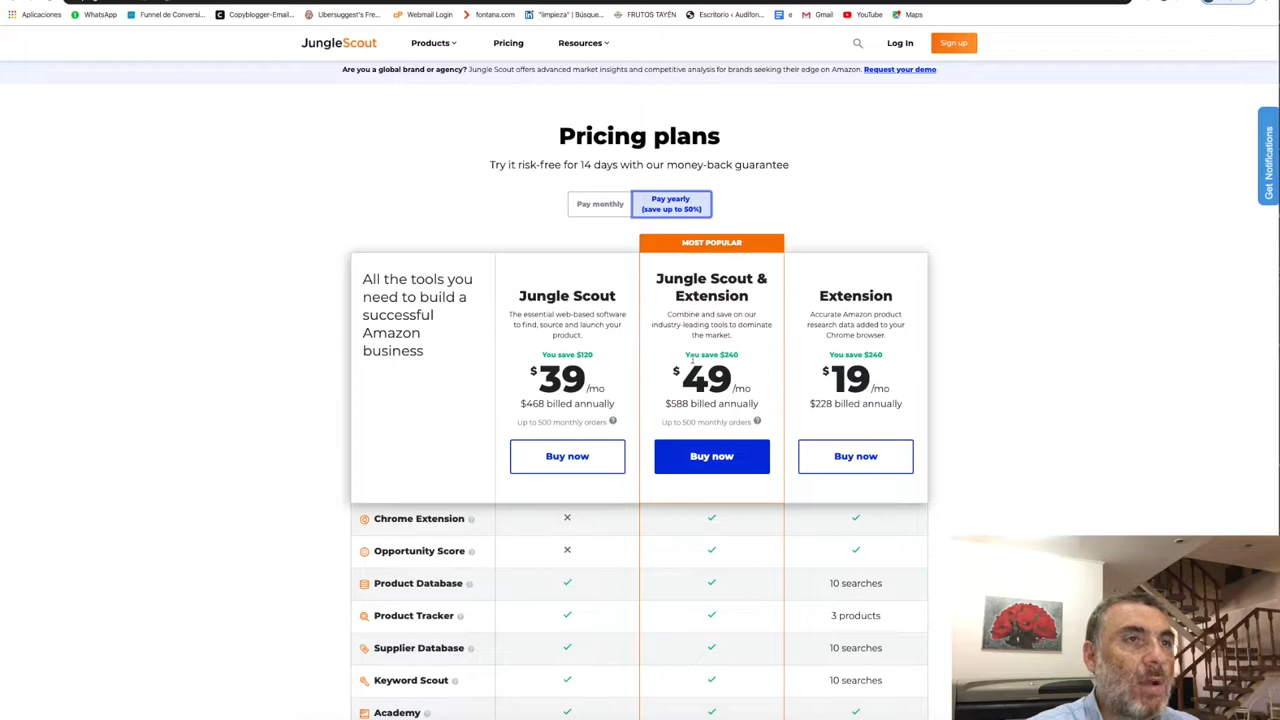 Aplicaciones WhatsApp Funnel de Conversi... Copyblogger-Email... Ubersuggest's Fre... Webmail Login fontana.com "limpieza" | Búsque... FRUTOS TAYÉN Escritorio ‹ Audifon... e Gmail YouTube Maps
JungleScout Products Pricing Resources Log In Sign up
Are you a global brand or agency? Jungle Scout offers advanced market insights and competitive analysis for brands seeking their edge on Amazon. Request your demo
Get Notifications
Pricing plans
Try it risk-free for 14 days with our money-back guarantee
Pay monthly
Pay yearly
(save up to 50%)
MOST POPULAR
All the tools you
need to build a
successful
Amazon
business
Jungle Scout
The essential web-based software
to find, source and launch your
product.
You save $120
$39/mo
$468 billed annually
Up to 500 monthly orders
Buy now
Jungle Scout &
Extension
Combine and save on our
industry-leading tools to dominate
the market.
You save $240
$49/mo
$588 billed annually
Up to 500 monthly orders
Buy now
Extension
Accurate Amazon product
research data added to your
Chrome browser.
You save $240
$19/mo
$228 billed annually
Buy now
Chrome Extension
Opportunity Score
Product Database 10 searches
Product Tracker 3 products
Supplier Database 10 searches
Keyword Scout 10 searches
Academy